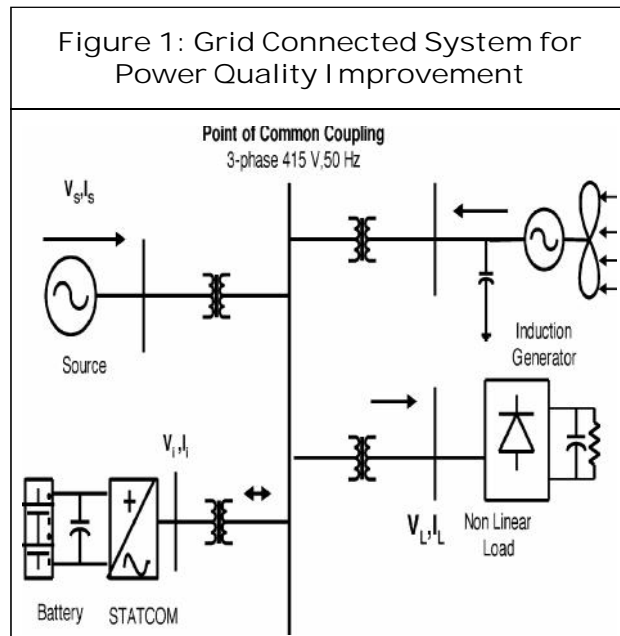 Figure 1: Grid Connected System for
Power Quality Improvement
Point of Common Coupling
3-phase 415 V,50 Hz
Vs,Is
Source
Induction
Generator
Vi,Ii
VL,IL
Non Linear
Load
Battery
STATCOM